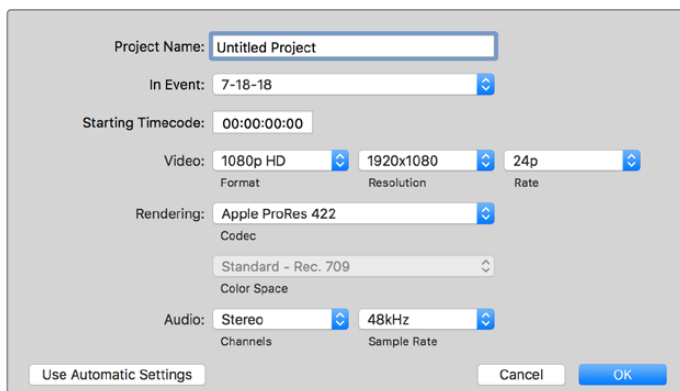 Project Name: Untitled Project
In Event: 7-18-18
Starting Timecode: 00:00:00:00
Video: 1080p HD 1920x1080 24p
Format Resolution Rate
Rendering: Apple ProRes 422
Codec
Standard - Rec. 709
Color Space
Audio: Stereo 48kHz
Channels Sample Rate
Use Automatic Settings Cancel OK